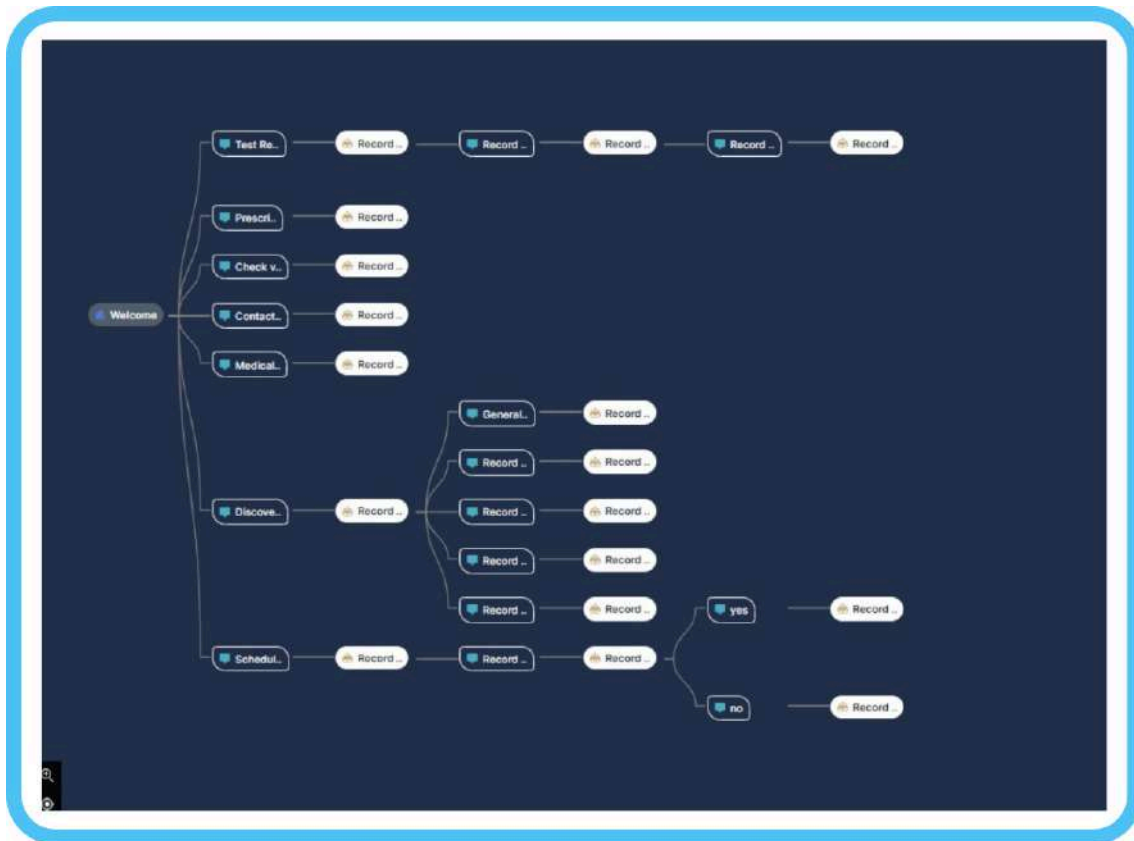 Test Re.. Record .. Record .. Record .. Record .. Record ..
Prescri.. Record ..
Check v.. Record ..
Welcome Contact.. Record ..
Medical.. Record ..
General.. Record ..
Record .. Record ..
Discove.. Record .. Record .. Record ..
Record .. Record ..
Record .. Record .. yes Record ..
Schedul.. Record .. Record .. Record ..
no Record ..